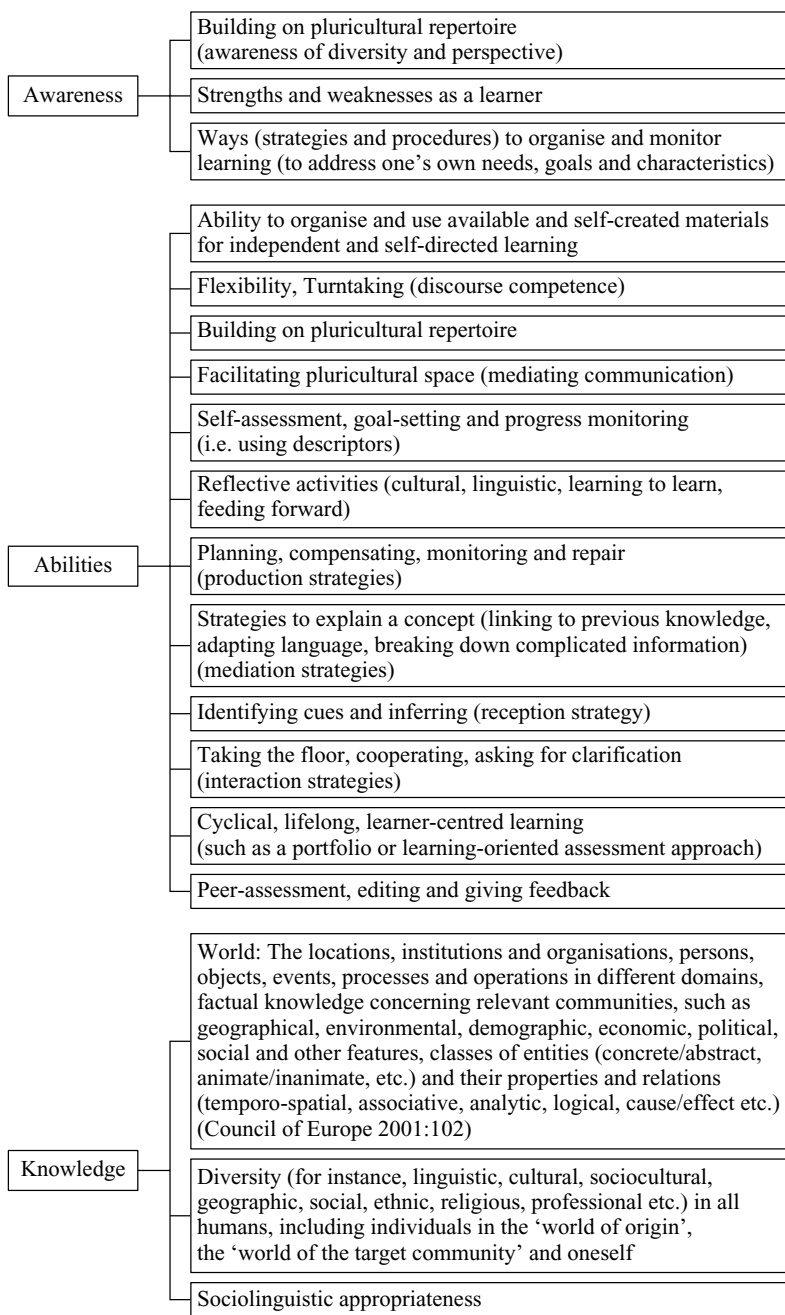 Building on pluricultural repertoire
(awareness of diversity and perspective)
Awareness
Strengths and weaknesses as a learner
Ways (strategies and procedures) to organise and monitor
learning (to address one’s own needs, goals and characteristics)
Ability to organise and use available and self-created materials
for independent and self-directed learning
Flexibility, Turntaking (discourse competence)
Building on pluricultural repertoire
Facilitating pluricultural space (mediating communication)
Self-assessment, goal-setting and progress monitoring
(i.e. using descriptors)
Reflective activities (cultural, linguistic, learning to learn,
feeding forward)
Abilities
Planning, compensating, monitoring and repair
(production strategies)
Strategies to explain a concept (linking to previous knowledge,
adapting language, breaking down complicated information)
(mediation strategies)
Identifying cues and inferring (reception strategy)
Taking the floor, cooperating, asking for clarification
(interaction strategies)
Cyclical, lifelong, learner-centred learning
(such as a portfolio or learning-oriented assessment approach)
Peer-assessment, editing and giving feedback
World: The locations, institutions and organisations, persons,
objects, events, processes and operations in different domains,
factual knowledge concerning relevant communities, such as
geographical, environmental, demographic, economic, political,
social and other features, classes of entities (concrete/abstract,
animate/inanimate, etc.) and their properties and relations
(temporo-spatial, associative, analytic, logical, cause/effect etc.)
(Council of Europe 2001:102)
Knowledge
Diversity (for instance, linguistic, cultural, sociocultural,
geographic, social, ethnic, religious, professional etc.) in all
humans, including individuals in the ‘world of origin’,
the ‘world of the target community’ and oneself
Sociolinguistic appropriateness